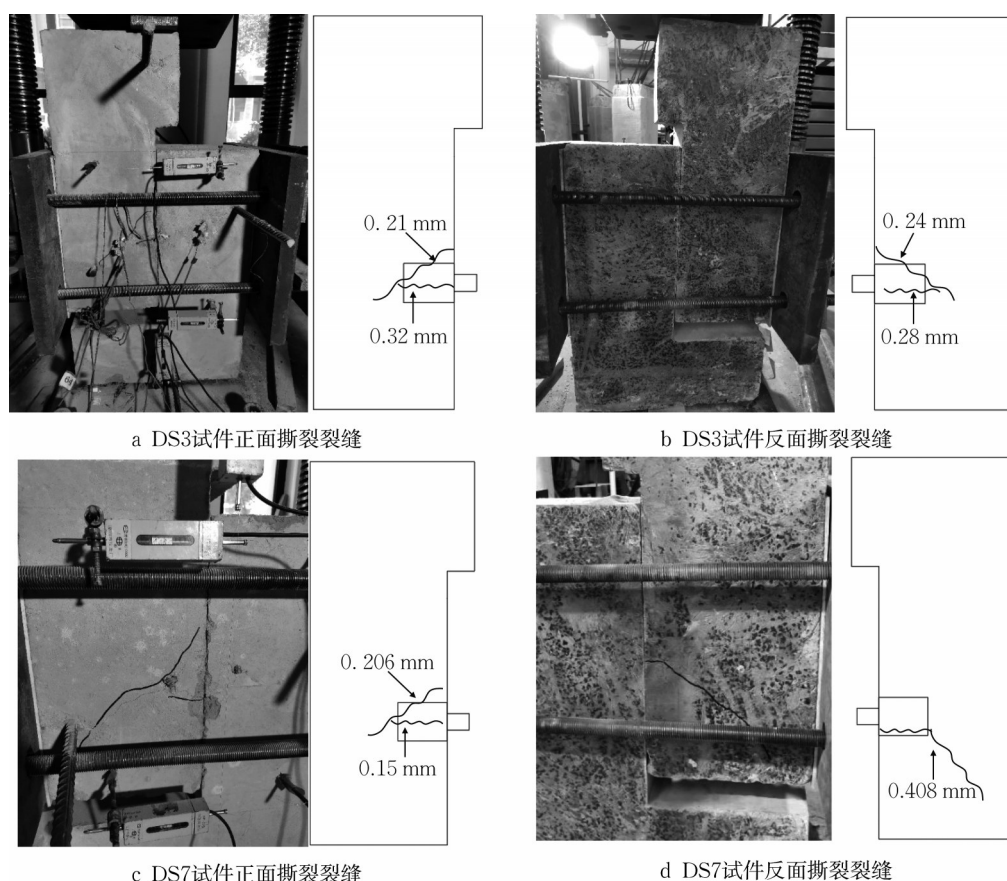 0.21 mm
0.32 mm
0.24 mm
0.28 mm
a DS3试件正面撕裂裂缝
b DS3试件反面撕裂裂缝
0.206 mm
0.15 mm
0.408 mm
c DS7试件正面撕裂裂缝
d DS7试件反面撕裂裂缝